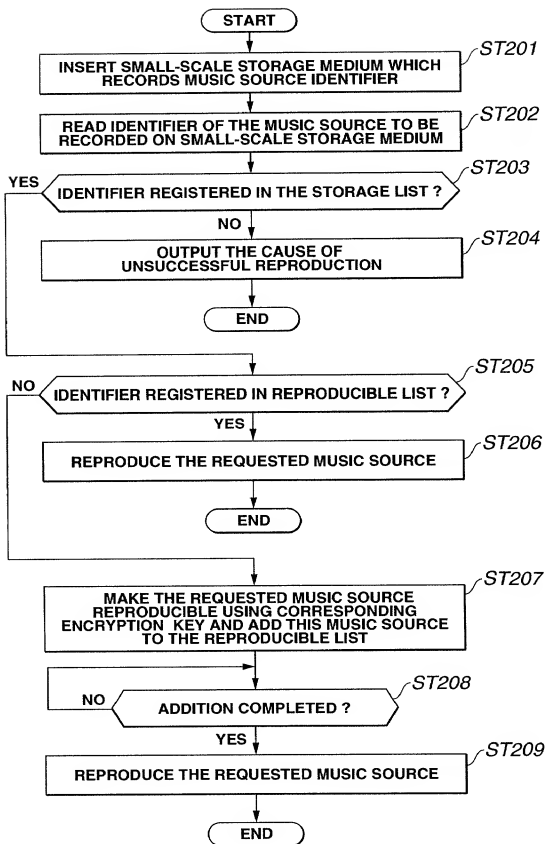 START
ST201
INSERT SMALL-SCALE STORAGE MEDIUM WHICH
RECORDS MUSIC SOURCE IDENTIFIER
ST202
READ IDENTIFIER OF THE MUSIC SOURCE TO BE
RECORDED ON SMALL-SCALE STORAGE MEDIUM
ST203
YES
IDENTIFIER REGISTERED IN THE STORAGE LIST ?
NO
ST204
OUTPUT THE CAUSE OF
UNSUCCESSFUL REPRODUCTION
END
ST205
NO
IDENTIFIER REGISTERED IN REPRODUCIBLE LIST ?
YES
ST206
REPRODUCE THE REQUESTED MUSIC SOURCE
END
ST207
MAKE THE REQUESTED MUSIC SOURCE
REPRODUCIBLE USING CORRESPONDING
ENCRYPTION KEY AND ADD THIS MUSIC SOURCE
TO THE REPRODUCIBLE LIST
ST208
NO
ADDITION COMPLETED ?
YES
ST209
REPRODUCE THE REQUESTED MUSIC SOURCE
END